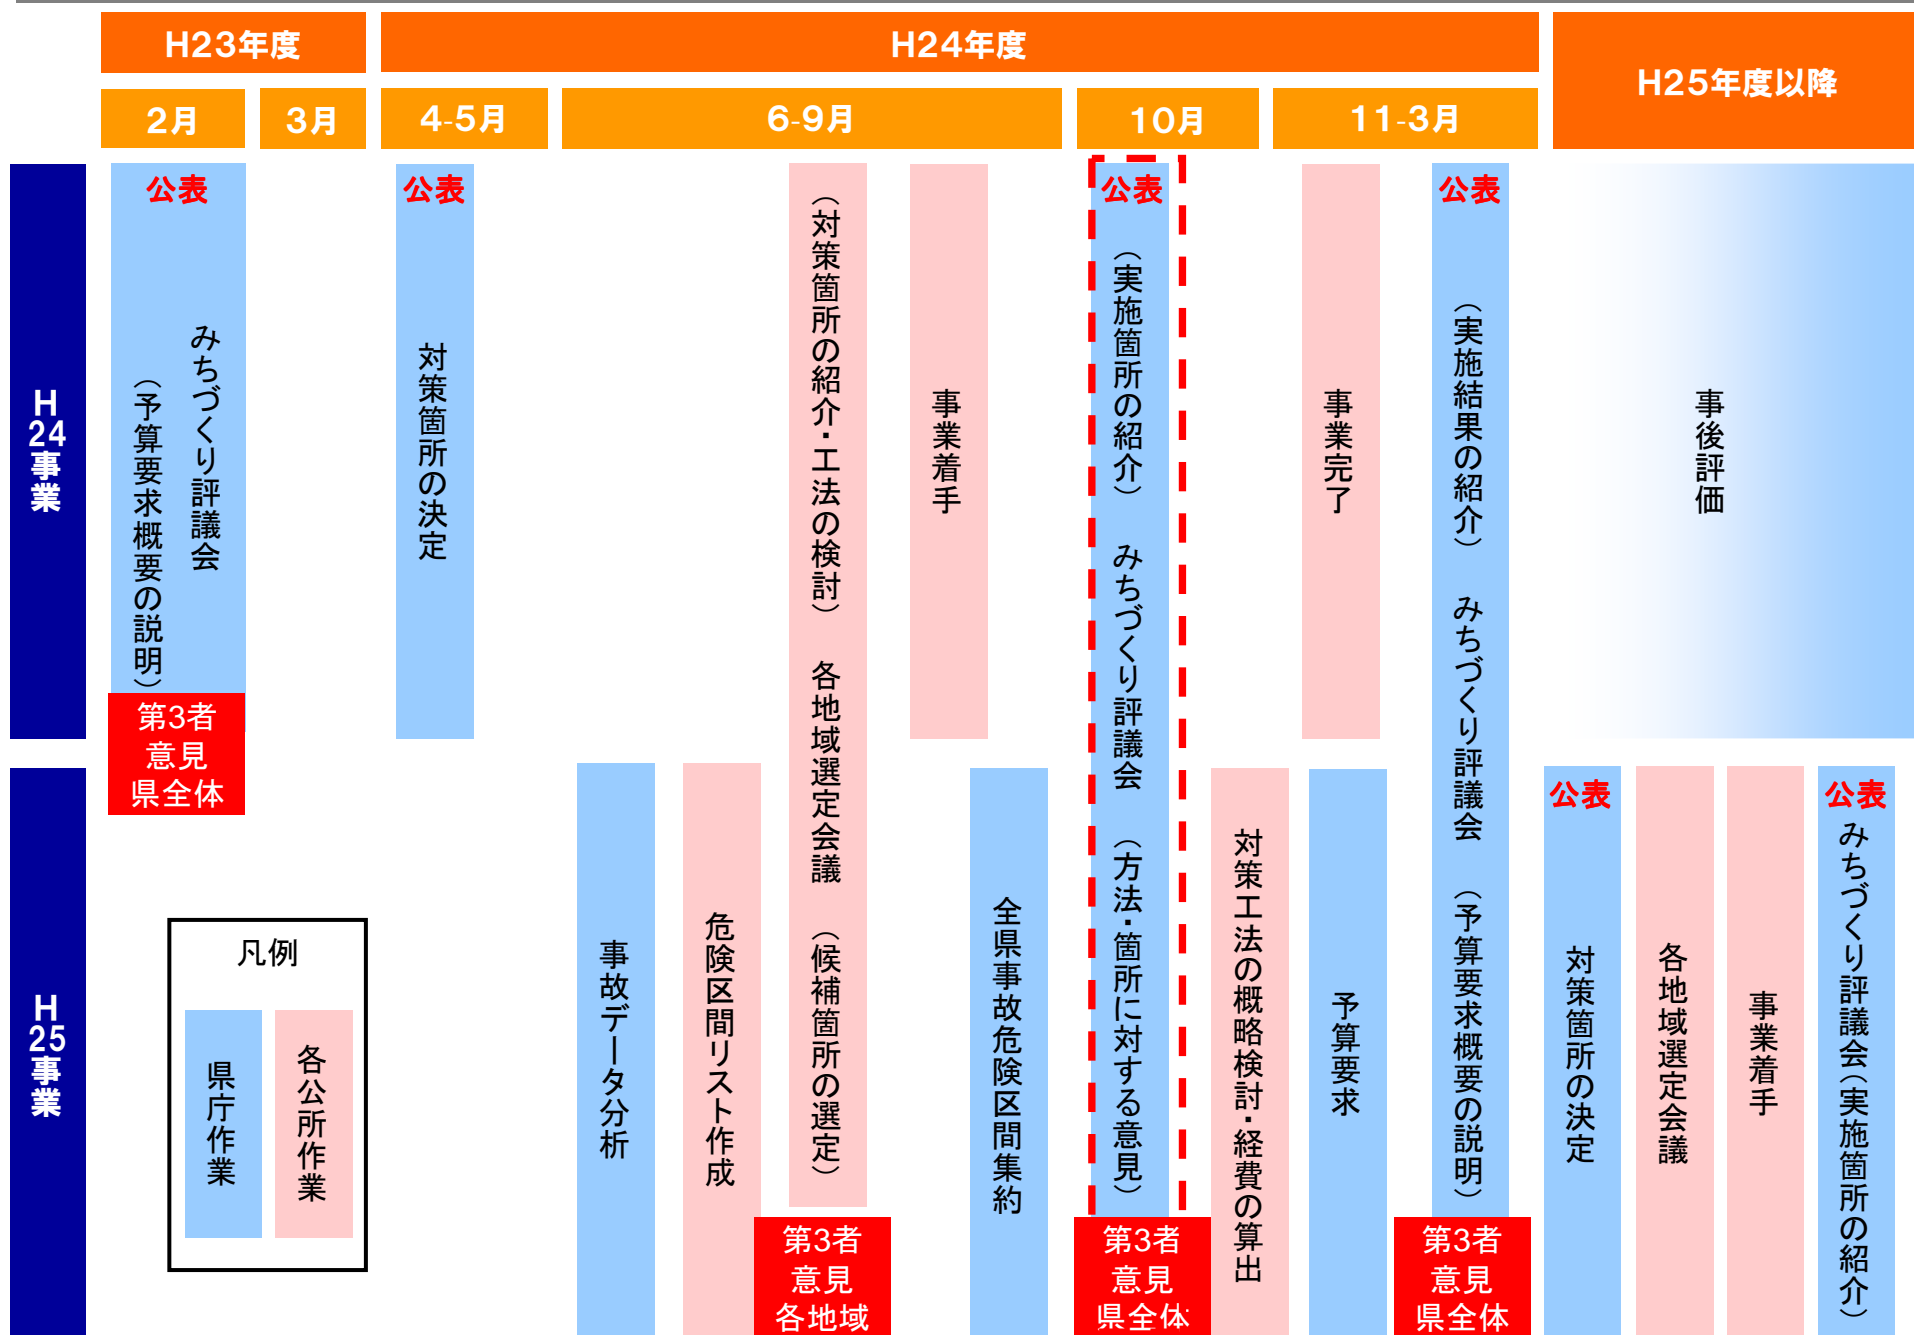 H23年度
H24年度
H25年度以降
2月
3月
4-5月
6-9月
10月
11-3月
H24事業
公表
みちづくり評議会
（予算要求概要の説明）
第3者
意見
県全体
公表
対策箇所の決定
（対策箇所の紹介・工法の検討） 各地域選定会議 （候補箇所の選定）
第3者
意見
各地域
事業着手
公表
（実施箇所の紹介） みちづくり評議会 （方法・箇所に対する意見）
第3者
意見
県全体
事業完了
公表
（実施結果の紹介） みちづくり評議会 （予算要求概要の説明）
第3者
意見
県全体
事後評価
H25事業
事故データ分析
危険区間リスト作成
全県事故危険区間集約
対策工法の概略検討・経費の算出
予算要求
公表
対策箇所の決定
各地域選定会議
事業着手
公表
みちづくり評議会（実施箇所の紹介）
凡例
県庁作業
各公所作業